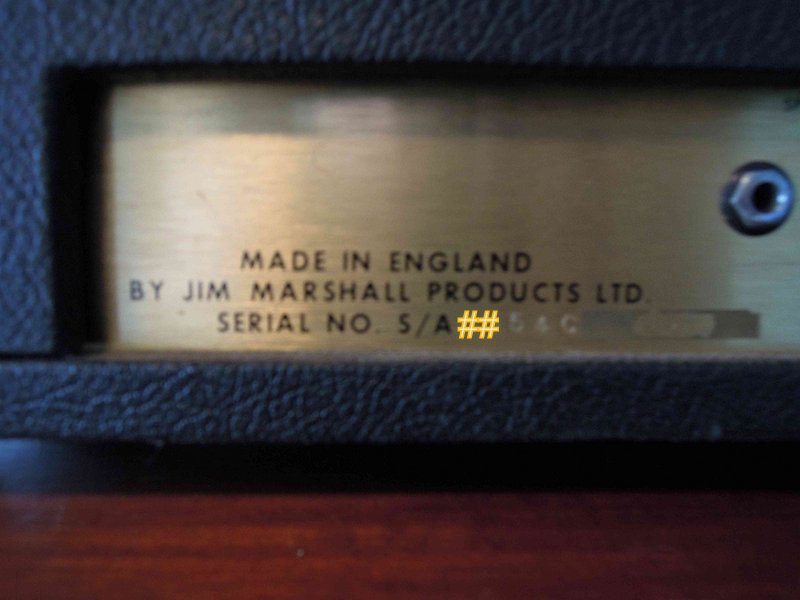 MADE IN ENGLAND
BY JIM MARSHALL PRODUCTS LTD.
SERIAL NO. S/A ##